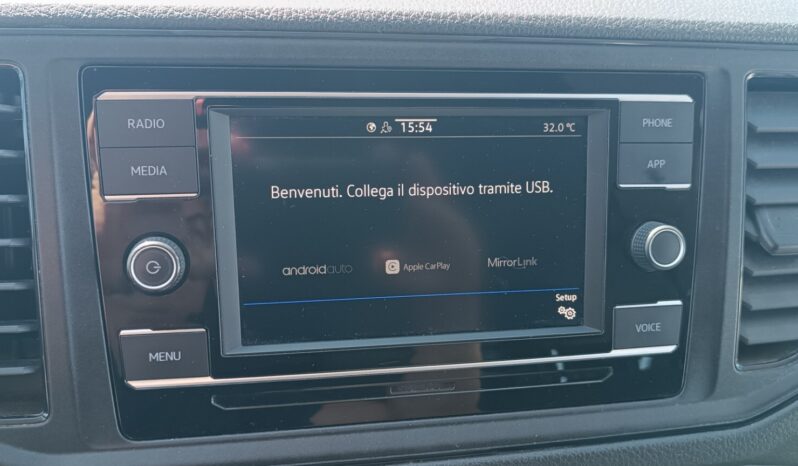 RADIO
MEDIA
MENU
15:54 32.0 °C
Benvenuti. Collega il dispositivo tramite USB.
androidauto Apple CarPlay MirrorLink
Setup
PHONE
APP
VOICE